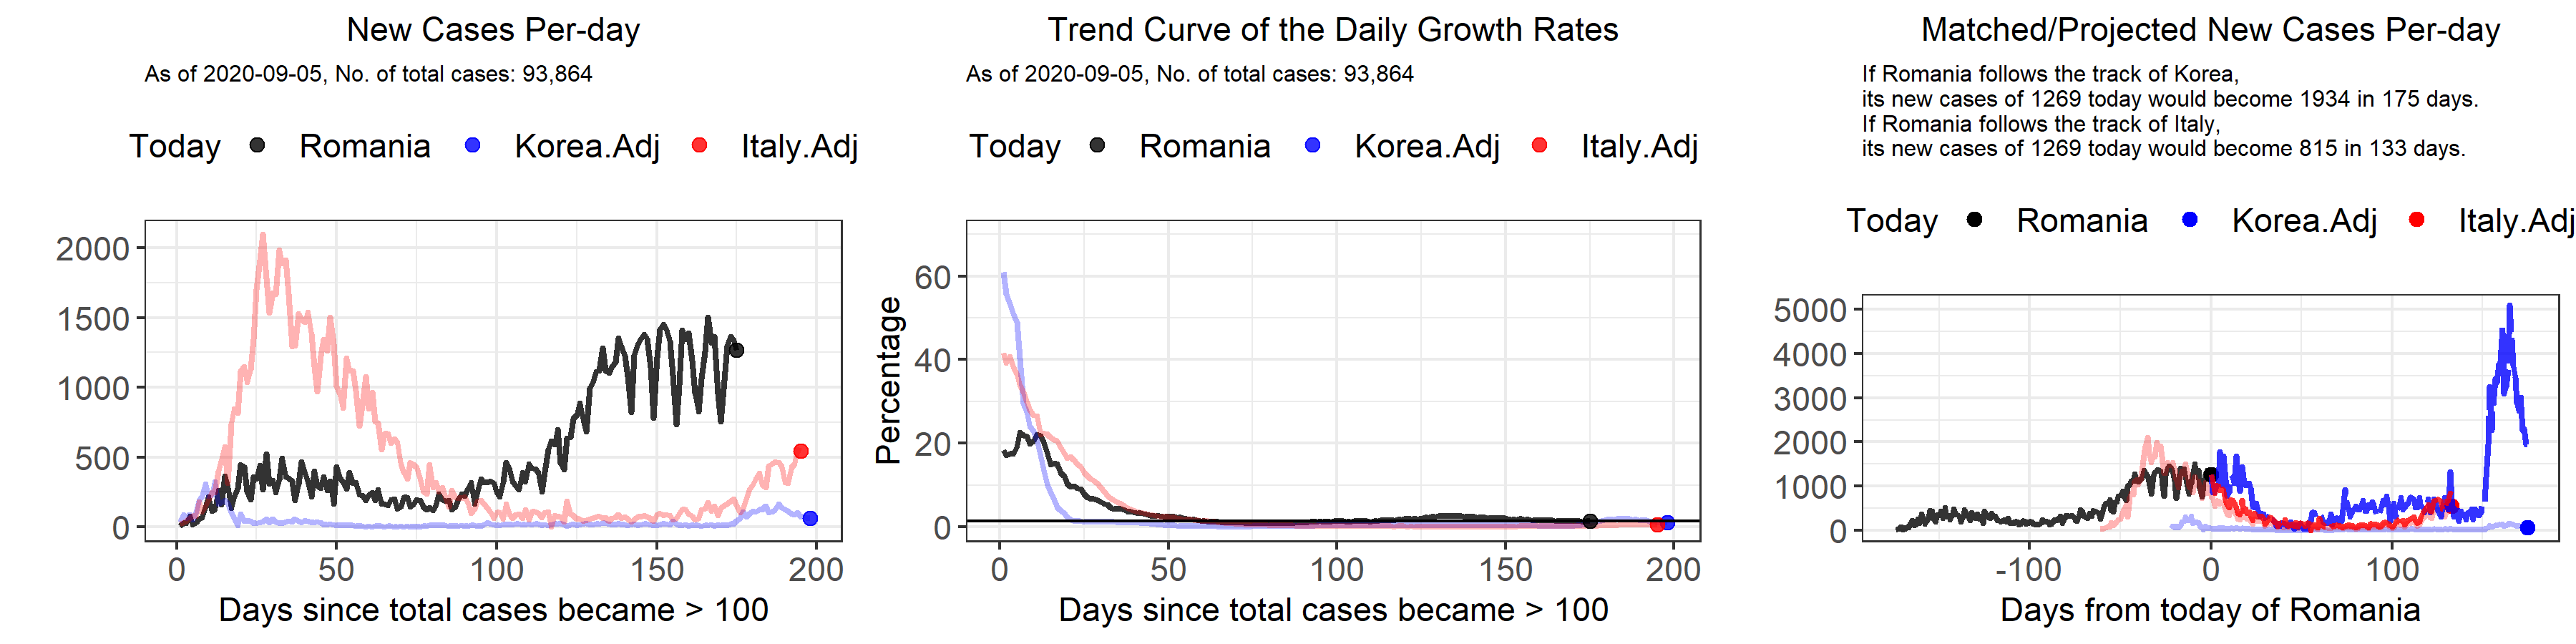 New Cases Per-day
As of 2020-09-05, No. of total cases: 93,864
Today Romania Korea.Adj Italy.Adj
2000
1500
1000
500
0
0 50 100 150 200
Days since total cases became > 100
Trend Curve of the Daily Growth Rates
As of 2020-09-05, No. of total cases: 93,864
Today Romania Korea.Adj Italy.Adj
Percentage
60
40
20
0
0 50 100 150 200
Days since total cases became > 100
Matched/Projected New Cases Per-day
If Romania follows the track of Korea,
its new cases of 1269 today would become 1934 in 175 days.
If Romania follows the track of Italy,
its new cases of 1269 today would become 815 in 133 days.
Today Romania Korea.Adj Italy.Adj
5000
4000
3000
2000
1000
0
-100 0 100
Days from today of Romania